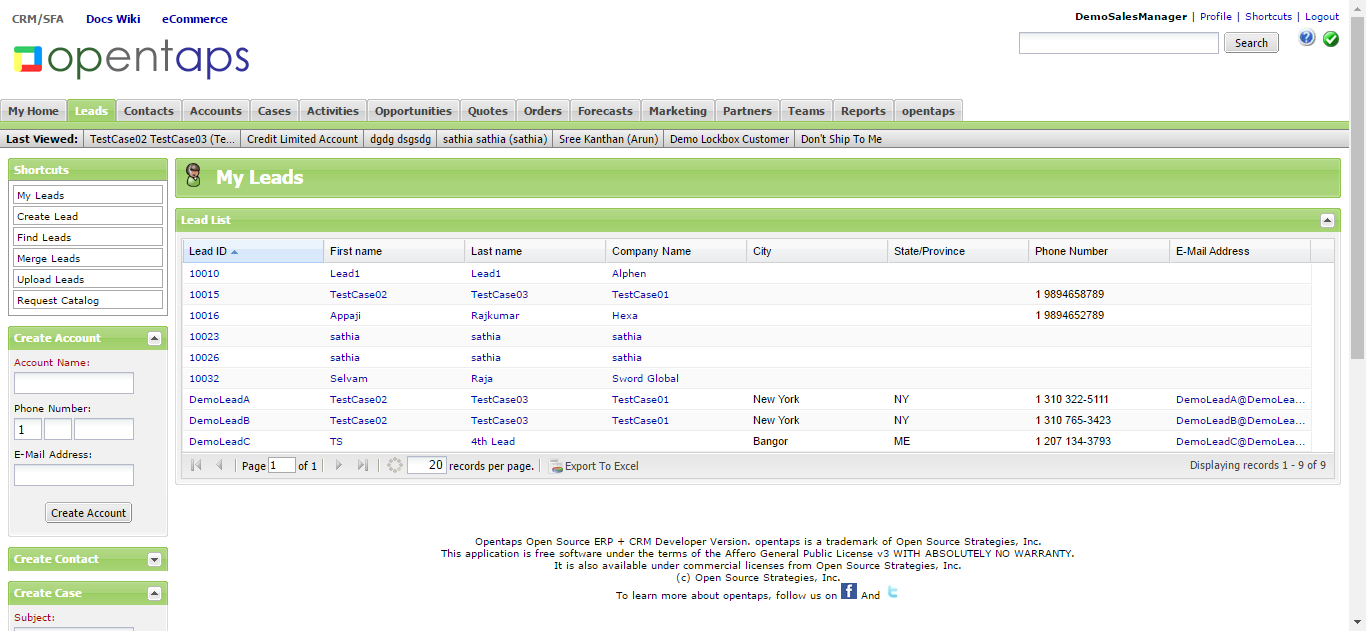 CRM/SFA Docs Wiki eCommerce
DemoSalesManager | Profile | Shortcuts | Logout
opentaps
Search
My Home Leads Contacts Accounts Cases Activities Opportunities Quotes Orders Forecasts Marketing Partners Teams Reports opentaps
Last Viewed: TestCase02 TestCase03 (Te... Credit Limited Account dgdg dsgsdg sathia sathia (sathia) Sree Kanthan (Arun) Demo Lockbox Customer Don't Ship To Me
Shortcuts
My Leads
Create Lead
Find Leads
Merge Leads
Upload Leads
Request Catalog
Create Account
Account Name:
Phone Number:
1
E-Mail Address:
Create Account
Create Contact
Create Case
Subject:
My Leads
Lead List
Lead ID First name Last name Company Name City State/Province Phone Number E-Mail Address
10010 Lead1 Lead1 Alphen
10015 TestCase02 TestCase03 TestCase01 1 9894658789
10016 Appaji Rajkumar Hexa 1 9894652789
10023 sathia sathia sathia
10026 sathia sathia sathia
10032 Selvam Raja Sword Global
DemoLeadA TestCase02 TestCase03 TestCase01 New York NY 1 310 322-5111 DemoLeadA@DemoLea...
DemoLeadB TestCase02 TestCase03 TestCase01 New York NY 1 310 765-3423 DemoLeadB@DemoLea...
DemoLeadC TS 4th Lead Bangor ME 1 207 134-3793 DemoLeadC@DemoLea...
Page 1 of 1 20 records per page. Export To Excel Displaying records 1 - 9 of 9
Opentaps Open Source ERP + CRM Developer Version. opentaps is a trademark of Open Source Strategies, Inc.
This application is free software under the terms of the Affero General Public License v3 WITH ABSOLUTELY NO WARRANTY.
It is also available under commercial licenses from Open Source Strategies, Inc.
(c) Open Source Strategies, Inc.
To learn more about opentaps, follow us on f And t